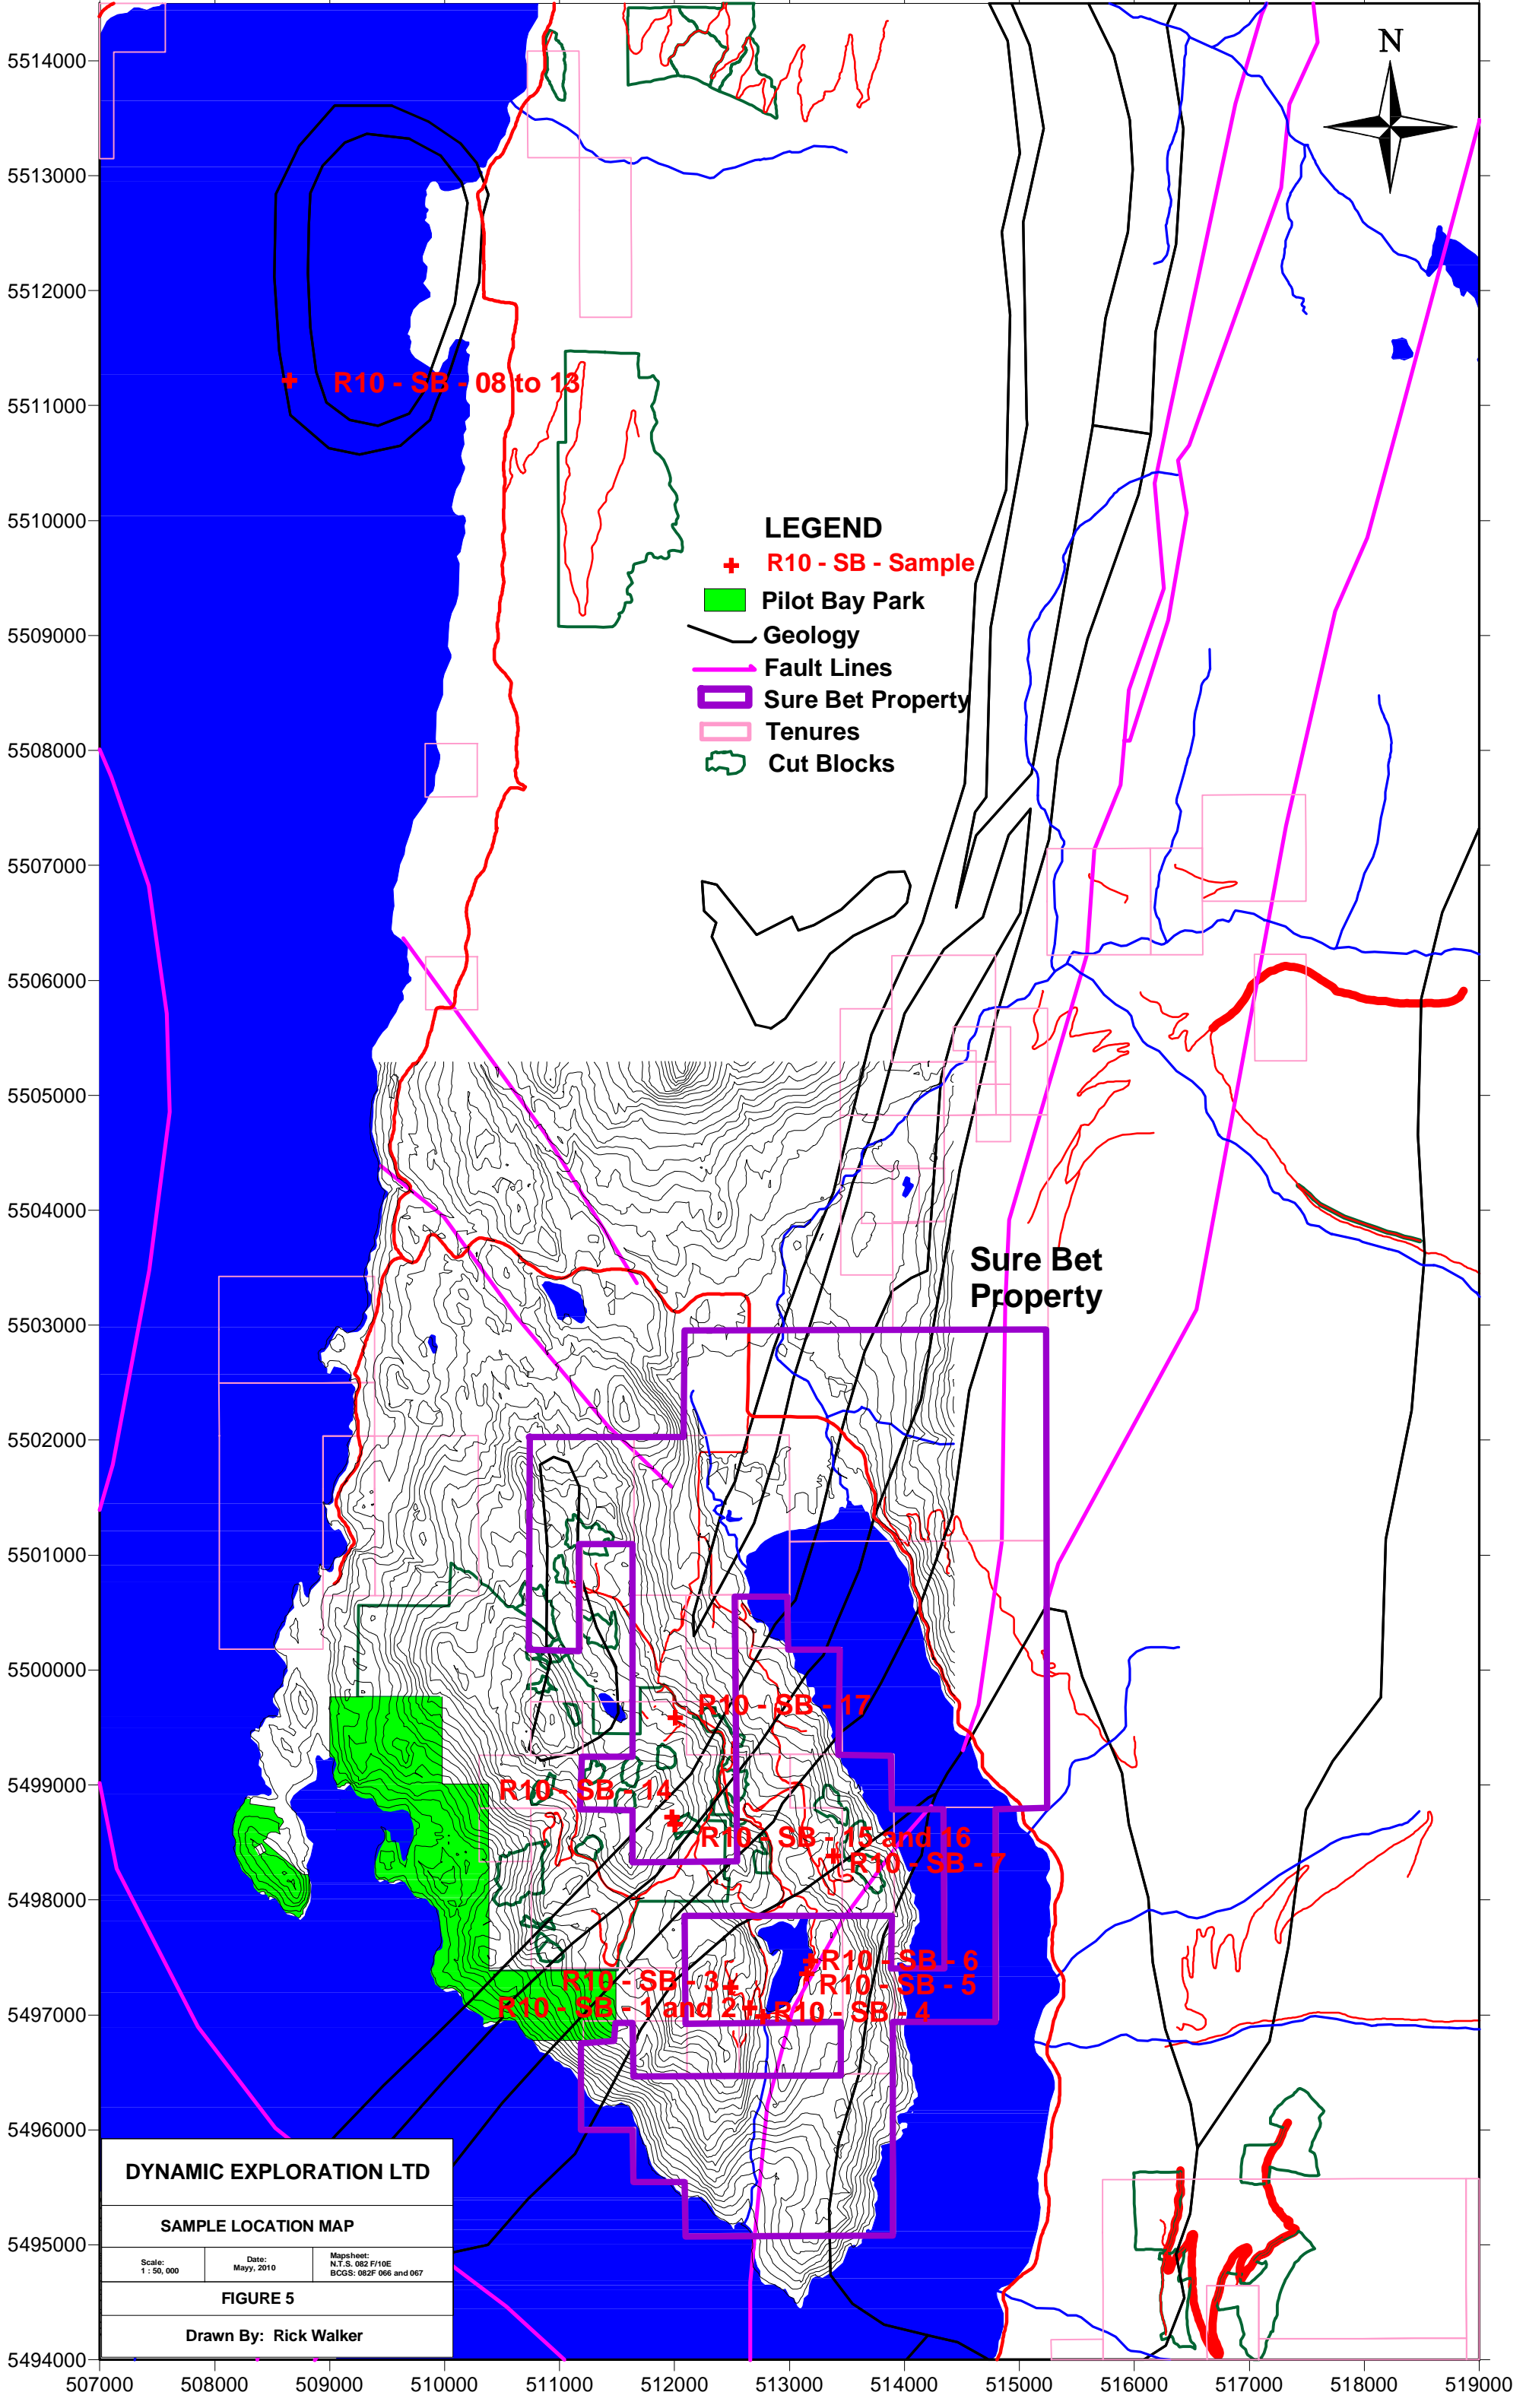 N
5514000
5513000
5512000
5511000
5510000
5509000
5508000
5507000
5506000
5505000
5504000
5503000
5502000
5501000
5500000
5499000
5498000
5497000
5496000
5495000
5494000
R10 - SB - 08 to 13
LEGEND
R10 - SB - Sample
Pilot Bay Park
Geology
Fault Lines
Sure Bet Property
Tenures
Cut Blocks
Sure Bet
Property
R10 - SB - 17
R10 - SB - 14
R10 - SB - 15 and 16
R10 - SB - 7
R10 - SB - 6
R10 - SB - 3
R10 - SB - 5
R10 - SB - 1 and 2
R10 - SB - 4
DYNAMIC EXPLORATION LTD
SAMPLE LOCATION MAP
Scale:
1 : 50, 000
Date:
Mayy, 2010
Mapsheet:
N.T.S. 082 F/10E
BCGS: 082F 066 and 067
FIGURE 5
Drawn By: Rick Walker
507000 508000 509000 510000 511000 512000 513000 514000 515000 516000 517000 518000 519000